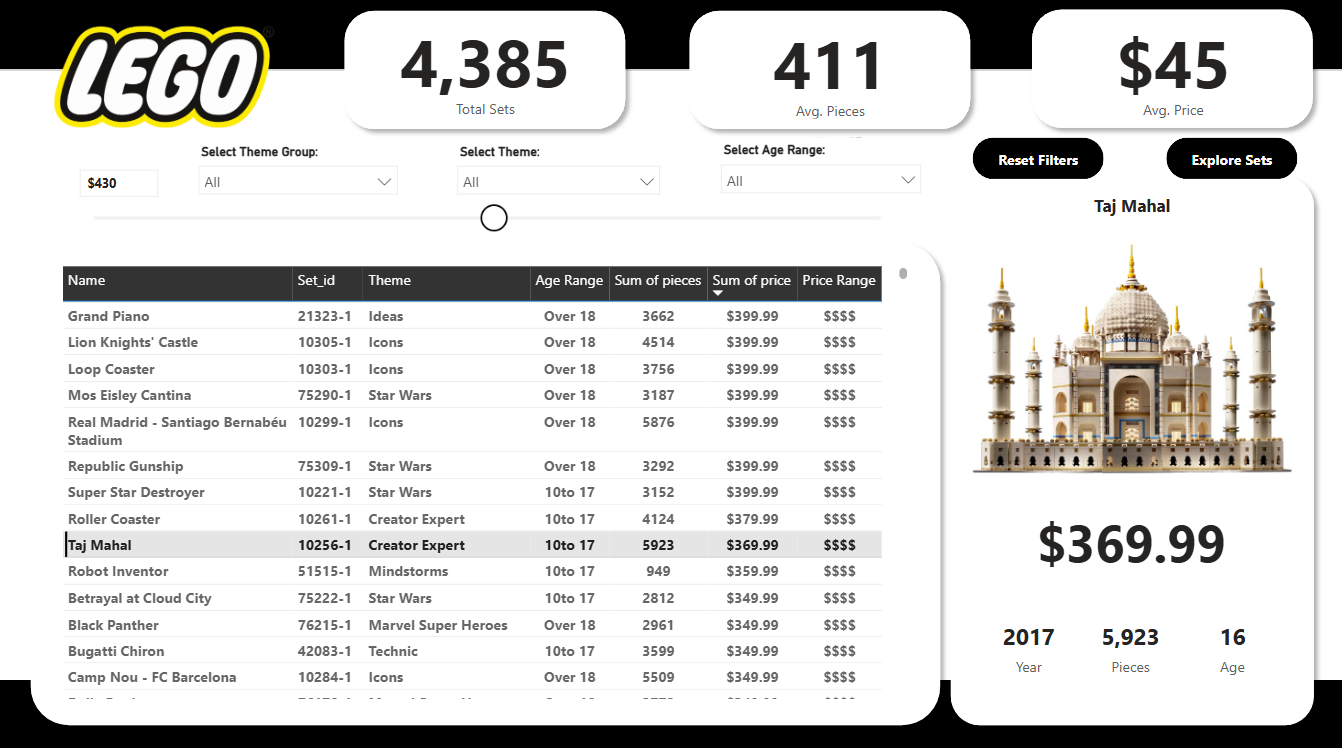 LEGO ®
4,385
Total Sets
411
Avg. Pieces
$45
Avg. Price
Select Theme Group:
Select Theme:
Select Age Range:
$430
All
All
All
Reset Filters
Explore Sets
Name Set_id Theme Age Range Sum of pieces Sum of price Price Range
Grand Piano 21323-1 Ideas Over 18 3662 $399.99 $$$$
Lion Knights' Castle 10305-1 Icons Over 18 4514 $399.99 $$$$
Loop Coaster 10303-1 Icons Over 18 3756 $399.99 $$$$
Mos Eisley Cantina 75290-1 Star Wars Over 18 3187 $399.99 $$$$
Real Madrid - Santiago Bernabéu 10299-1 Icons Over 18 5876 $399.99 $$$$
Stadium
Republic Gunship 75309-1 Star Wars Over 18 3292 $399.99 $$$$
Super Star Destroyer 10221-1 Star Wars 10to 17 3152 $399.99 $$$$
Roller Coaster 10261-1 Creator Expert 10to 17 4124 $379.99 $$$$
Taj Mahal 10256-1 Creator Expert 10to 17 5923 $369.99 $$$$
Robot Inventor 51515-1 Mindstorms 10to 17 949 $359.99 $$$$
Betrayal at Cloud City 75222-1 Star Wars 10to 17 2812 $349.99 $$$$
Black Panther 76215-1 Marvel Super Heroes Over 18 2961 $349.99 $$$$
Bugatti Chiron 42083-1 Technic 10to 17 3599 $349.99 $$$$
Camp Nou - FC Barcelona 10284-1 Icons Over 18 5509 $349.99 $$$$
Taj Mahal
$369.99
2017 5,923 16
Year Pieces Age